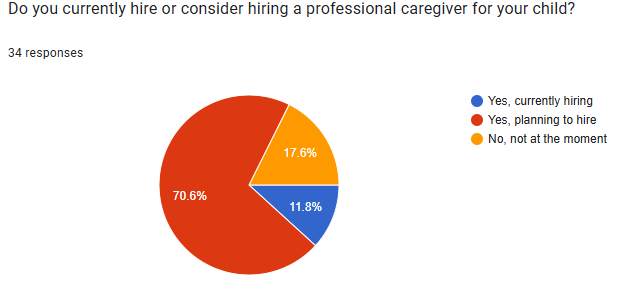 Do you currently hire or consider hiring a professional caregiver for your child?
34 responses
Yes, currently hiring
Yes, planning to hire
No, not at the moment
17.6%
70.6%
11.8%